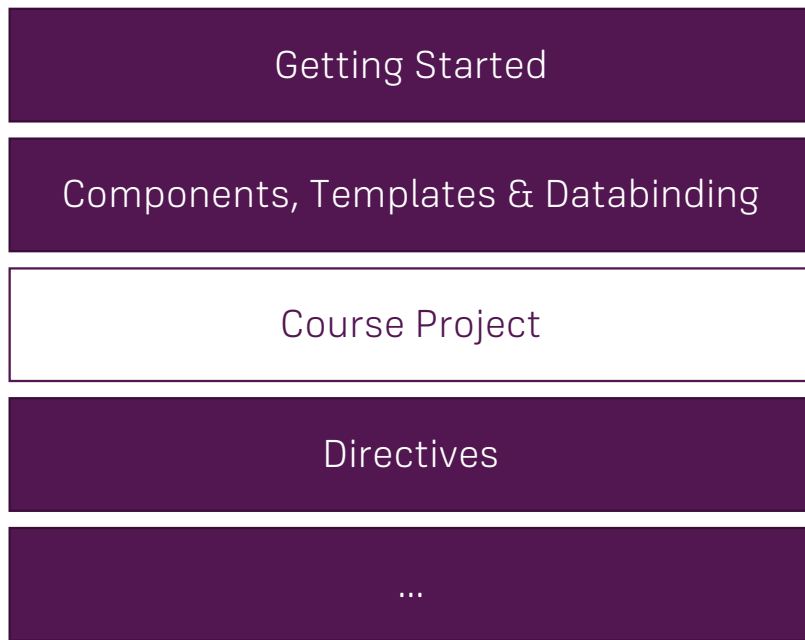 Getting Started
Components, Templates & Databinding
Course Project
Directives
...